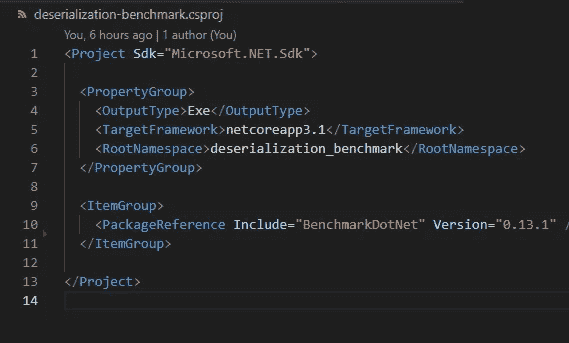 deserialization-benchmark.csproj
You, 6 hours ago | 1 author (You)
1 <Project Sdk="Microsoft.NET.Sdk">
2
3 <PropertyGroup>
4 <OutputType>Exe</OutputType>
5 <TargetFramework>netcoreapp3.1</TargetFramework>
6 <RootNamespace>deserialization_benchmark</RootNamespace>
7 </PropertyGroup>
8
9 <ItemGroup>
10 <PackageReference Include="BenchmarkDotNet" Version="0.13.1" /
11 </ItemGroup>
12
13 </Project>
14